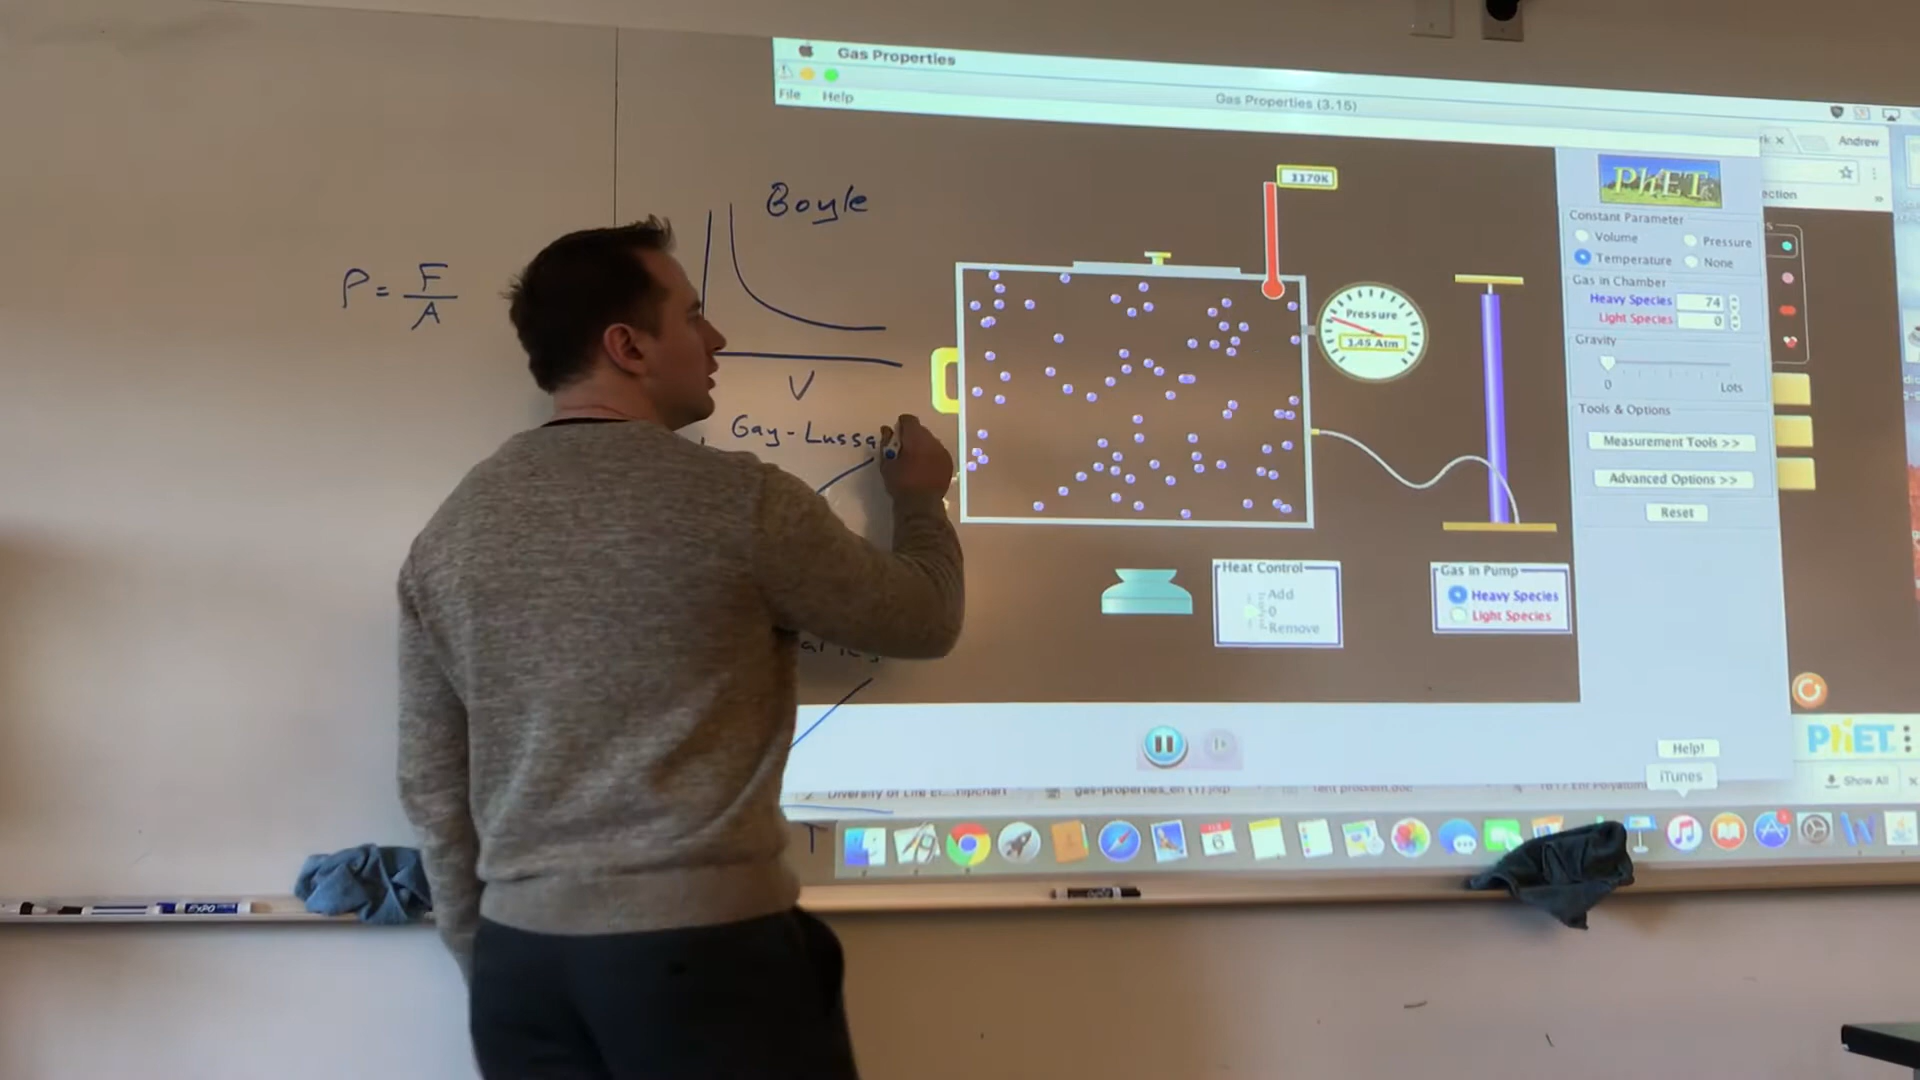 Gas Properties
File Help
Gas Properties (3.15)
Andrew
P = F
A
Boyle
V
Gay-Lussa
T
PhET
Constant Parameter
Volume Pressure
Temperature None
Gas in Chamber
Heavy Species 74
Light Species 0
Gravity
0 Lots
Tools & Options
Measurement Tools >>
Advanced Options >>
Reset
Pressure
Heat Control
Add
0
Remove
Gas in Pump
Heavy Species
Light Species
Help!
iTunes
PhET
Show All
EXPO